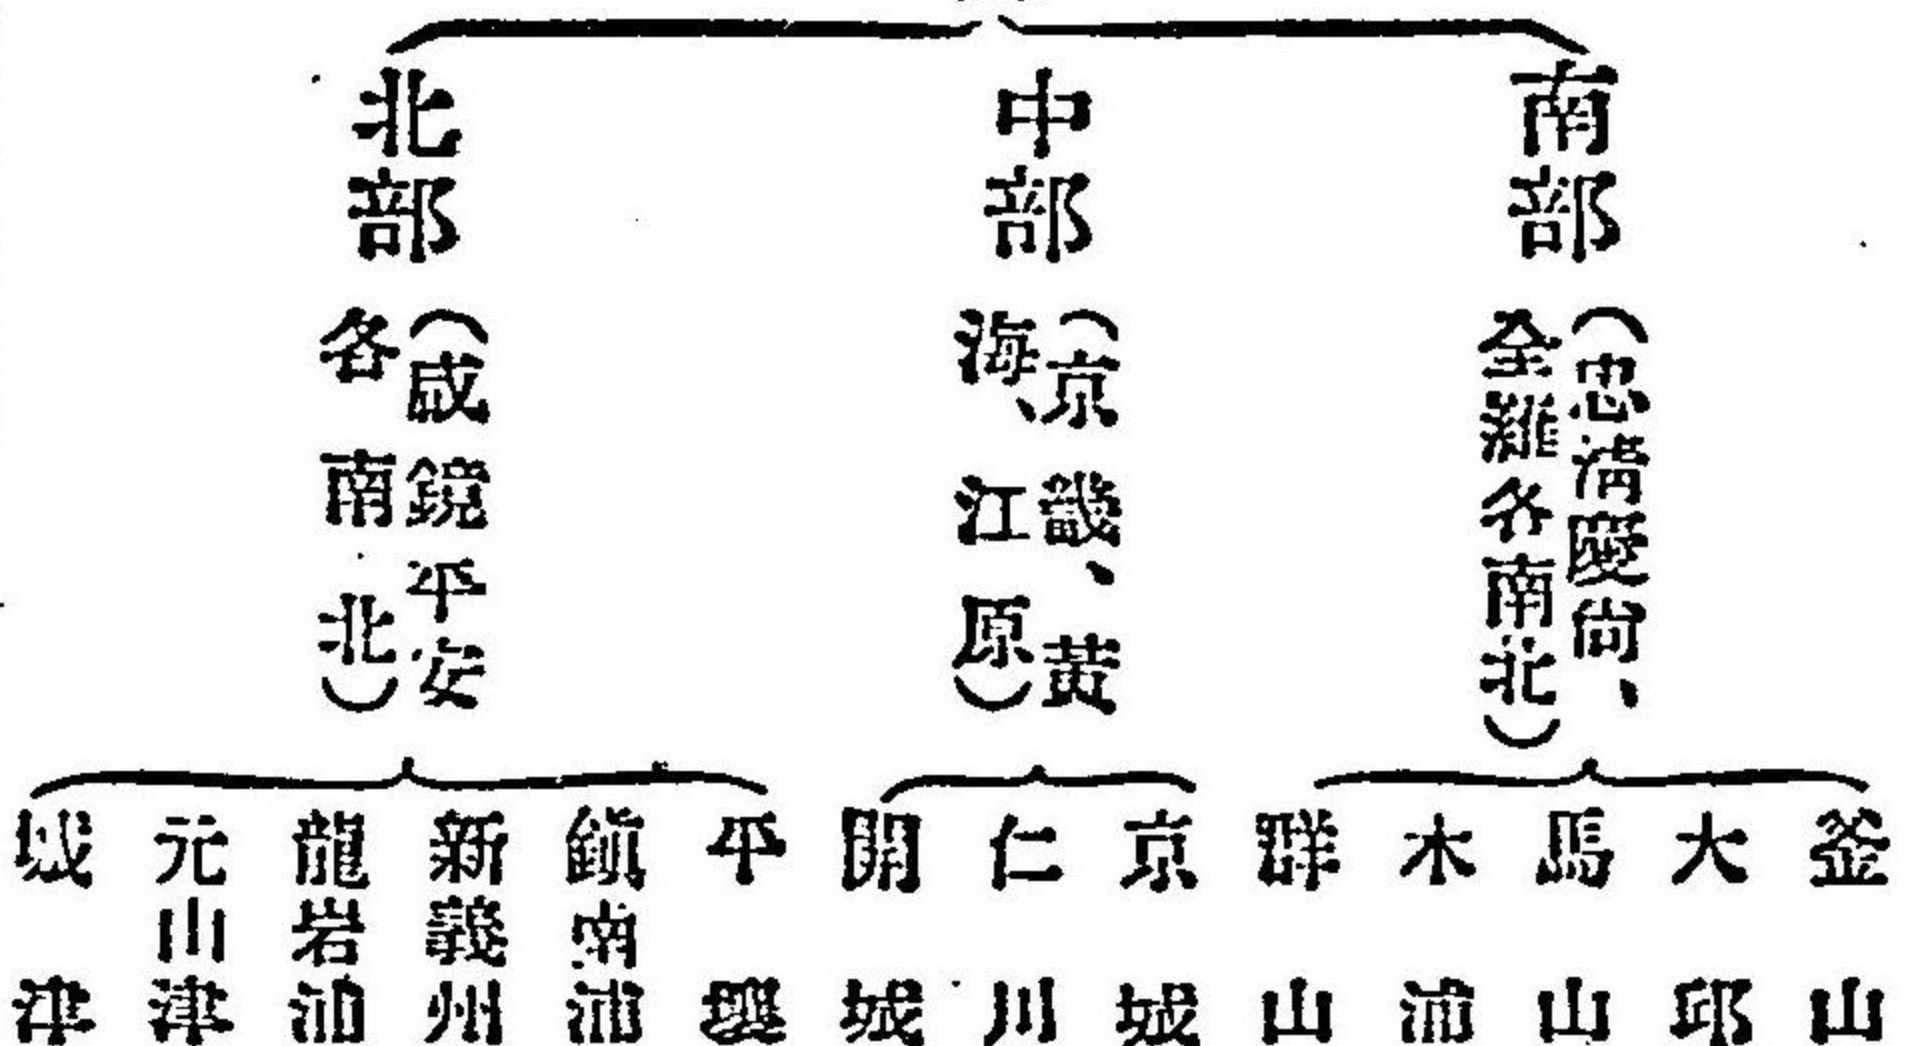 南部
（忠淸慶尙、
全羅各南北）
釜山
大邱
馬山
木浦
群山
中部
（京畿、黃
海、江原）
京城
仁川
開城
北部
（咸鏡平安
各南北）
平壤
鎭南浦
新義州
龍岩浦
元山津
城津